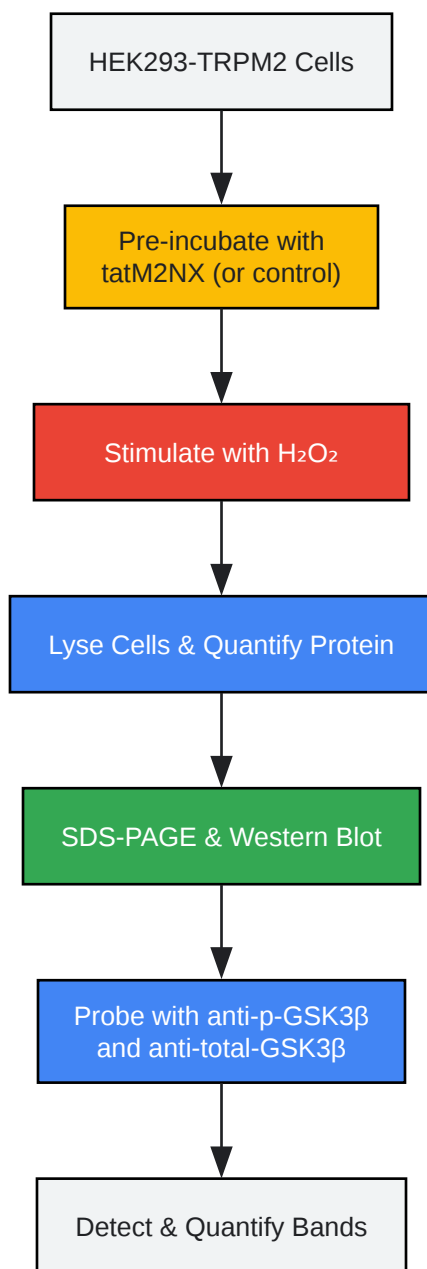 HEK293-TRPM2 Cells
Pre-incubate with
tatM2NX (or control)
Stimulate with H₂O₂
Lyse Cells & Quantify Protein
SDS-PAGE & Western Blot
Probe with anti-p-GSK3β
and anti-total-GSK3β
Detect & Quantify Bands